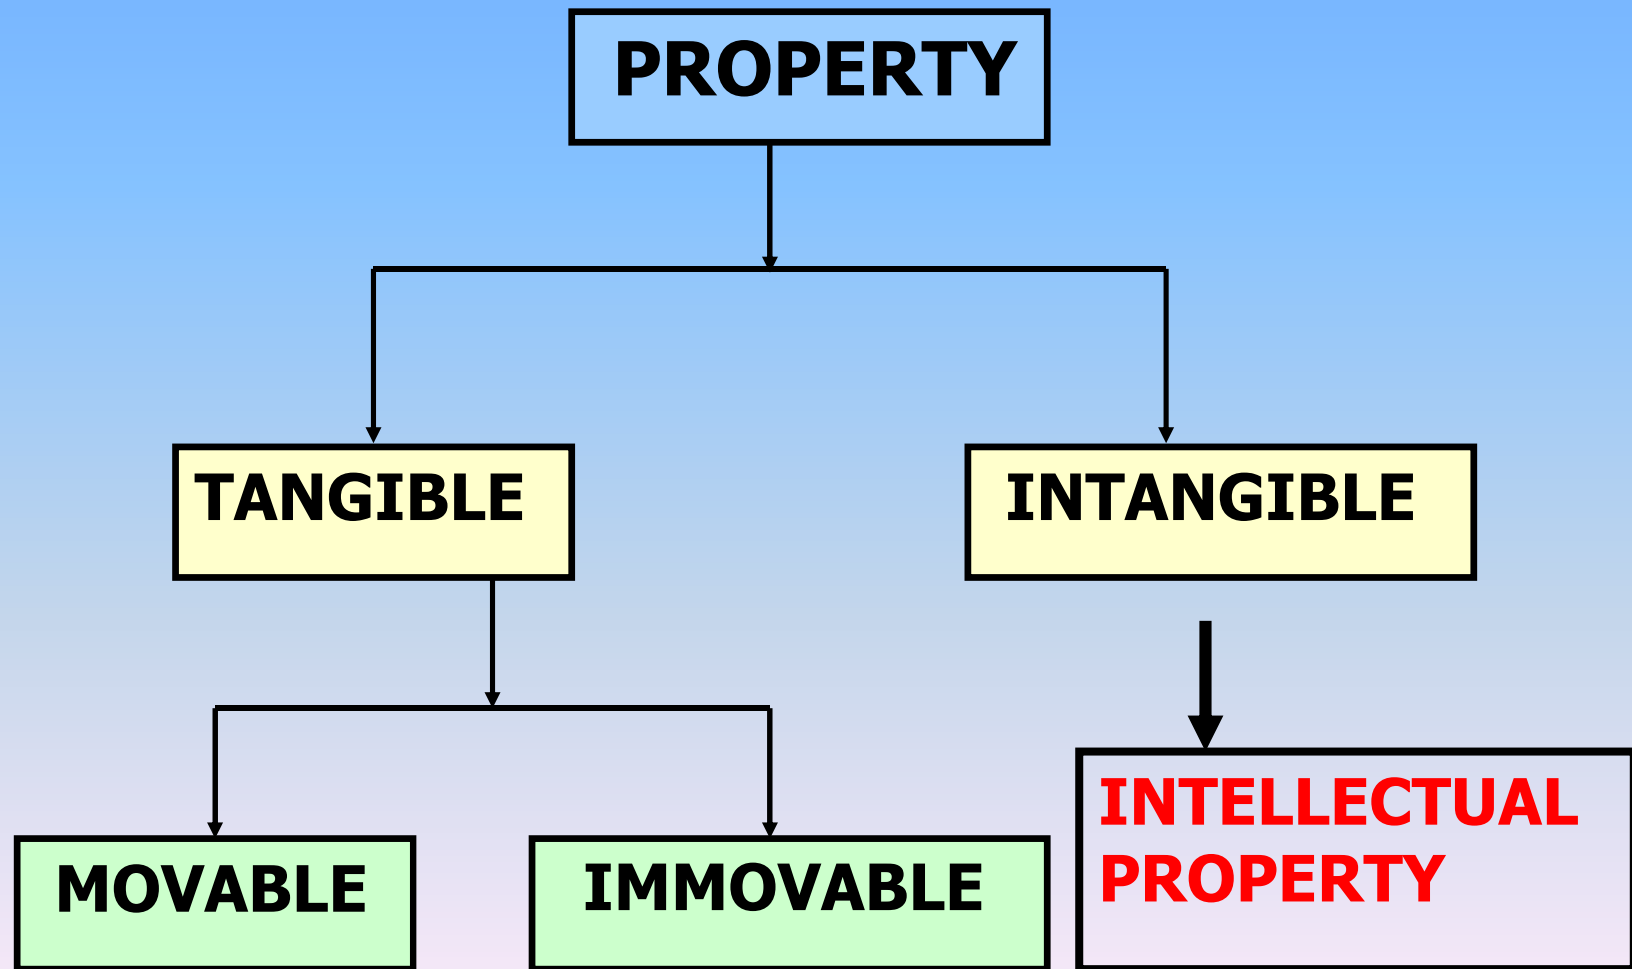 PROPERTY
TANGIBLE
INTANGIBLE
MOVABLE
IMMOVABLE
INTELLECTUAL
PROPERTY